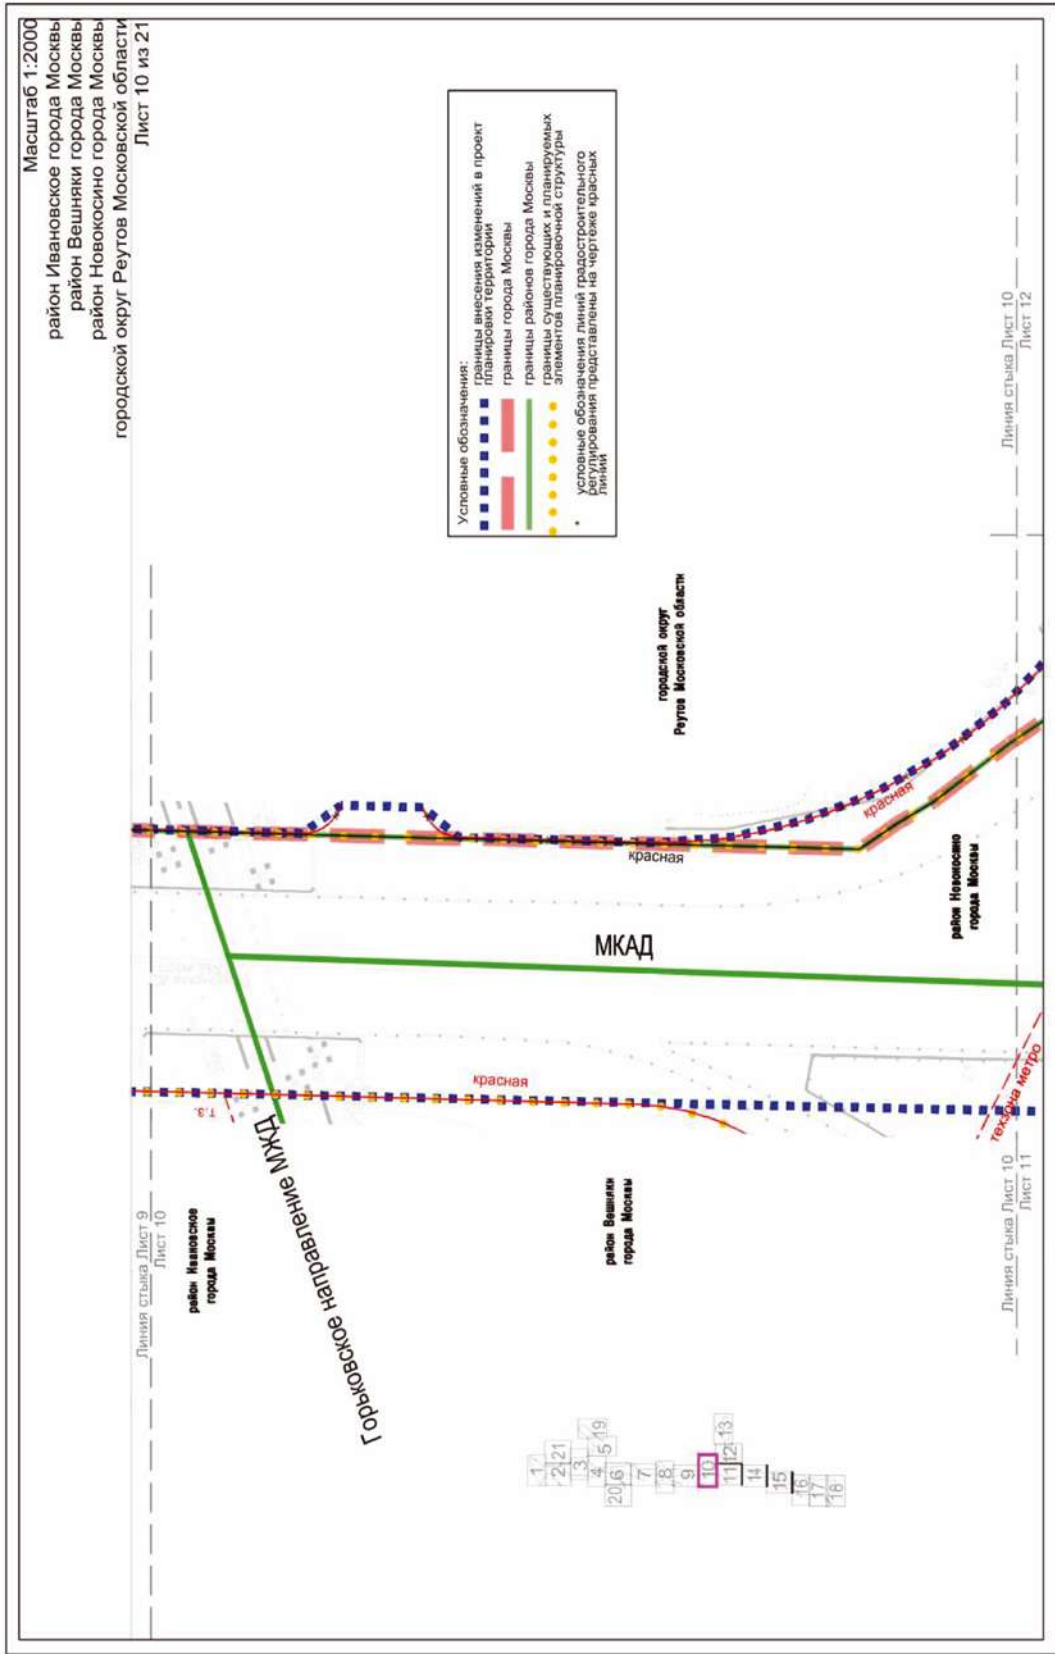 Масштаб 1:2000
район Ивановское города Москвы
район Вешняки города Москвы
район Новокосино города Москвы
городской округ Реутов Московской области
Лист 10 из 21
Условные обозначения:
границы внесения изменений в проект
планировки территории
границы города Москвы
границы районов города Москвы
границы существующих и планируемых
элементов планировочной структуры
* условные обозначения линий градостроительного
регулирования представлены на чертеже красных
линий
Линия стыка Лист 9
Лист 10
район Ивановское
города Москвы
т.з.
Горьковское направление МЖД
красная
МКАД
красная
красная
городской округ
Реутов Московской области
район Вешняки
города Москвы
район Новокосино
города Москвы
техзона метро
Линия стыка Лист 10
Лист 11
Линия стыка Лист 10
Лист 12
1
2
21
3
4
5
19
20
6
7
8
9
10
11
12
13
14
15
16
17
18